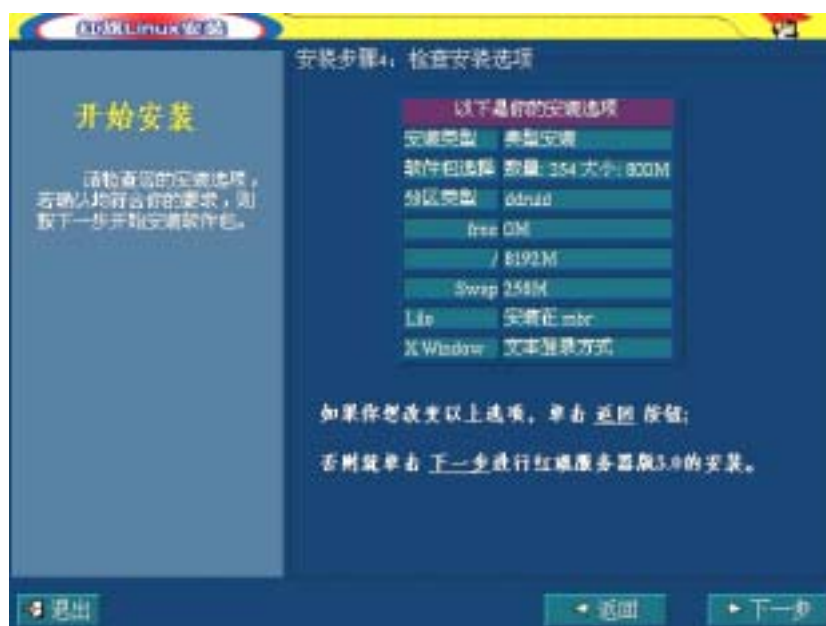 红旗Linux安装
安装步骤4：检查安装选项
开始安装
请检查您的安装选项，
若确认均符合你的要求，则
按下一步开始安装软件包。
以下是你的安装选项
安装类型 典型安装
软件包选择 数量: 254 大小: 800M
分区类型 ddruid
free 0M
/ 8192M
Swap 258M
Lilo 安装在 mbr
X Window 文本登录方式
如果你想改变以上选项，单击 返回 按钮;
否则就单击 下一步进行红旗服务器版3.0的安装。
退出
返回
下一步